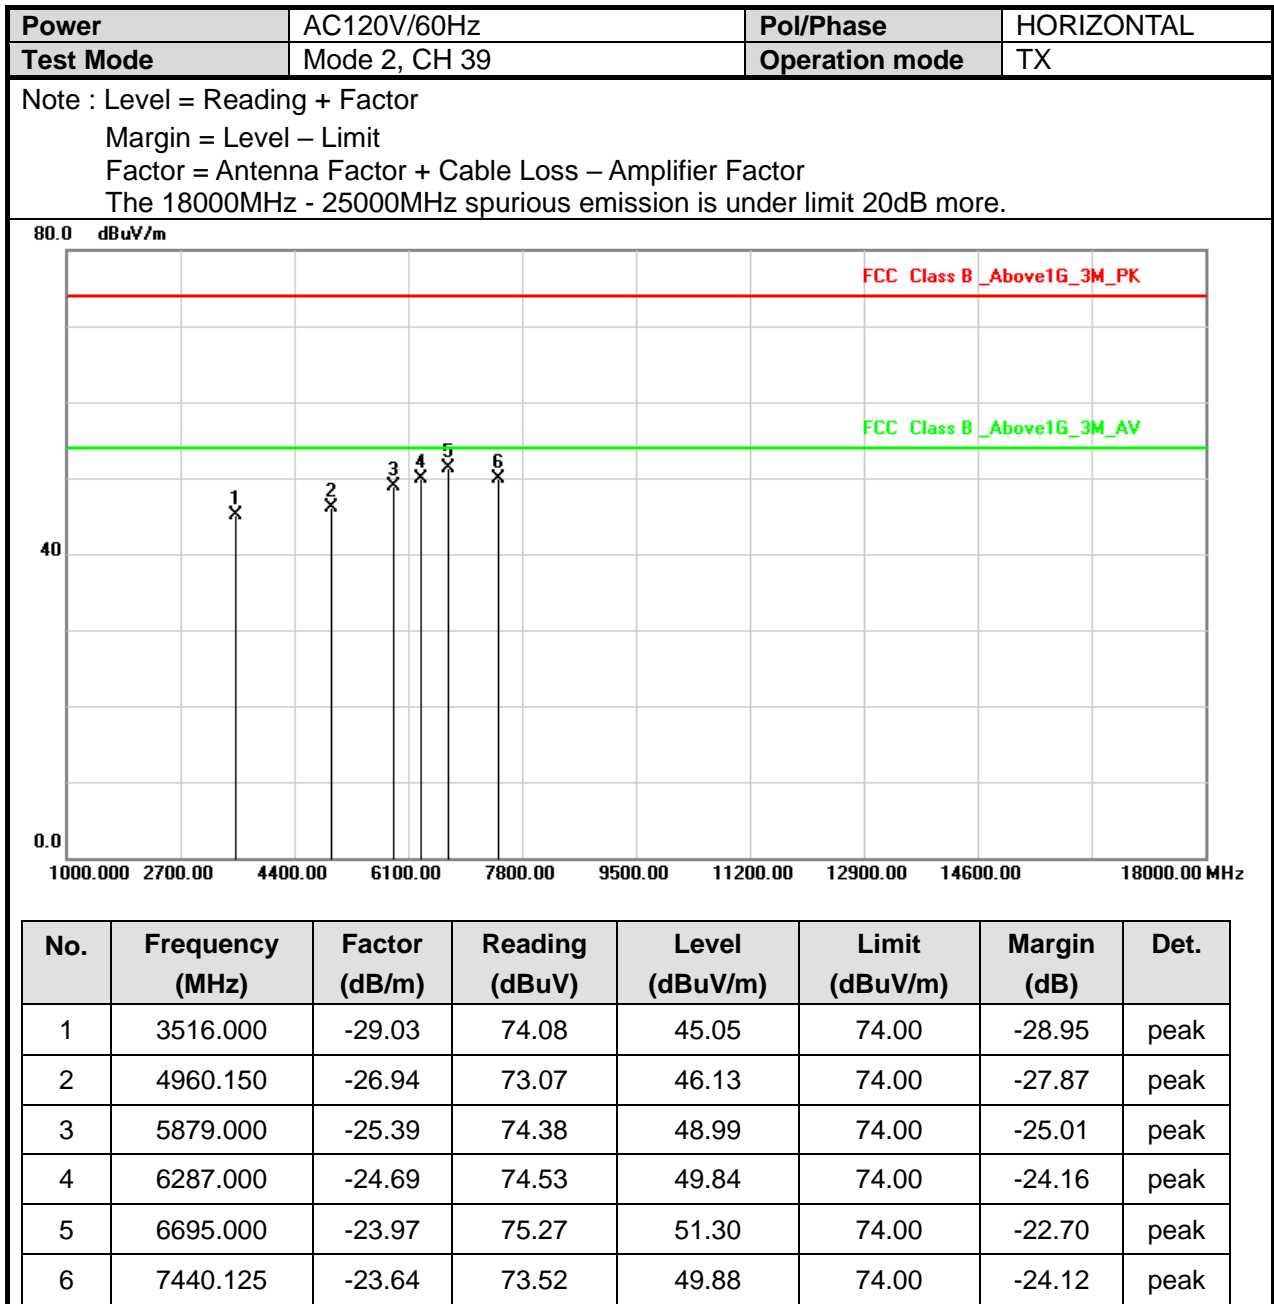 Power AC120V/60Hz Pol/Phase HORIZONTAL
Test Mode Mode 2, CH 39 Operation mode TX
Note : Level = Reading + Factor
Margin = Level – Limit
Factor = Antenna Factor + Cable Loss – Amplifier Factor
The 18000MHz - 25000MHz spurious emission is under limit 20dB more.
80.0 dBuV/m
FCC Class B _Above1G_3M_PK
FCC Class B _Above1G_3M_AV
1 2 3 4 5 6
40
0.0
1000.000 2700.00 4400.00 6100.00 7800.00 9500.00 11200.00 12900.00 14600.00 18000.00 MHz
No. Frequency Factor Reading Level Limit Margin Det.
(MHz) (dB/m) (dBuV) (dBuV/m) (dBuV/m) (dB)
1 3516.000 -29.03 74.08 45.05 74.00 -28.95 peak
2 4960.150 -26.94 73.07 46.13 74.00 -27.87 peak
3 5879.000 -25.39 74.38 48.99 74.00 -25.01 peak
4 6287.000 -24.69 74.53 49.84 74.00 -24.16 peak
5 6695.000 -23.97 75.27 51.30 74.00 -22.70 peak
6 7440.125 -23.64 73.52 49.88 74.00 -24.12 peak